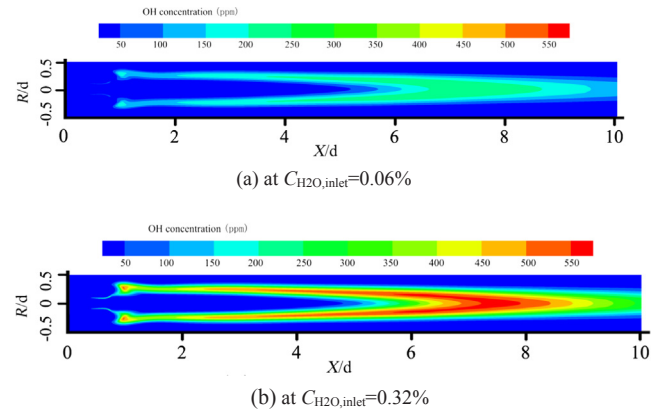 OH concentration (ppm)
50 100 150 200 250 300 350 400 450 500 550
0.5
0
-0.5
R/d
0 2 4 6 8 10
X/d
(a) at CH2O,inlet=0.06%
OH concentration (ppm)
50 100 150 200 250 300 350 400 450 500 550
0.5
0
-0.5
R/d
0 2 4 6 8 10
X/d
(b) at CH2O,inlet=0.32%